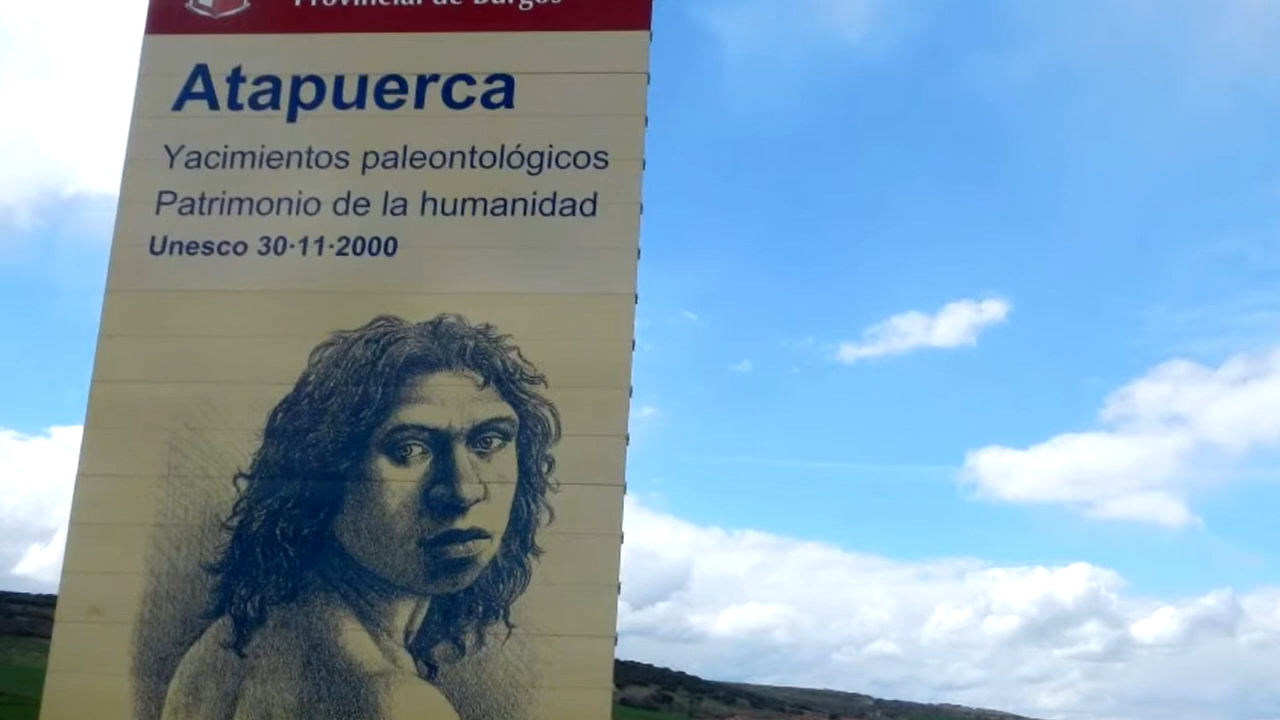 Provincial de Burgos
Atapuerca
Yacimientos paleontológicos
Patrimonio de la humanidad
Unesco 30·11·2000